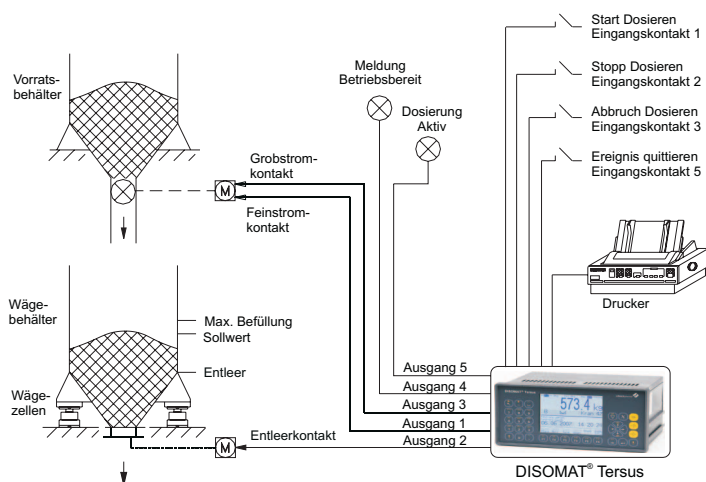 Start Dosieren
Eingangskontakt 1
Stopp Dosieren
Eingangskontakt 2
Abbruch Dosieren
Eingangskontakt 3
Ereignis quittieren
Eingangskontakt 5
Meldung
Betriebsbereit
Dosierung
Aktiv
Vorrats-
behälter
Grobstrom-
kontakt
M
Feinstrom-
kontakt
Drucker
Wäge-
behälter
Max. Befüllung
Sollwert
Entleer
Wäge-
zellen
Ausgang 5
Ausgang 4
Ausgang 3
Ausgang 1
Ausgang 2
Entleerkontakt
M
DISOMAT® Tersus
573.4
DISOMAT® Tersus